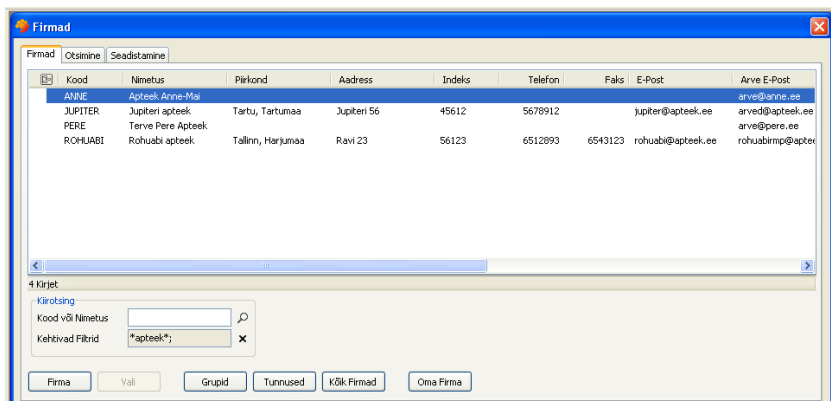 Firmad
Firmad Otsimine Seadistamine
Kood Nimetus Piirkond Aadress Indeks Telefon Faks E-Post Arve E-Post
ANNE Apteek Anne-Mai arve@anne.ee
JUPITER Jupiteri apteek Tartu, Tartumaa Jupiteri 56 45612 5678912 jupiter@apteek.ee arved@apteek.ee
PERE Terve Pere Apteek arve@pere.ee
ROHUABI Rohuabi apteek Tallinn, Harjumaa Ravi 23 56123 6512893 6543123 rohuabi@apteek.ee rohuabirmp@aptee
4 Kirjet
Kiirotsing
Kood või Nimetus
Kehtivad Filtrid *apteek*;
Firma Vali Grupid Tunnused Kõik Firmad Oma Firma